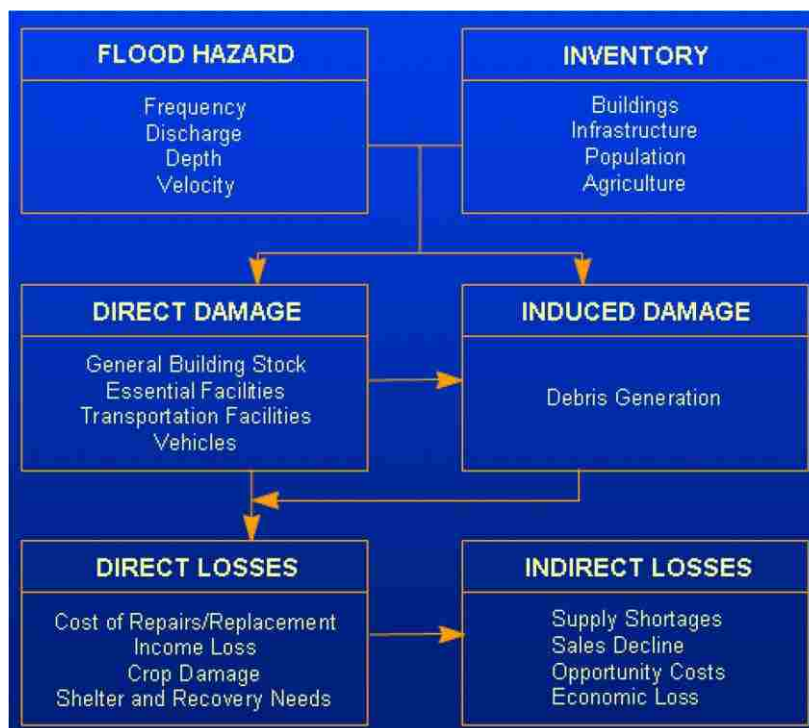 FLOOD HAZARD
Frequency
Discharge
Depth
Velocity
INVENTORY
Buildings
Infrastructure
Population
Agriculture
DIRECT DAMAGE
General Building Stock
Essential Facilities
Transportation Facilities
Vehicles
INDUCED DAMAGE
Debris Generation
DIRECT LOSSES
Cost of Repairs/Replacement
Income Loss
Crop Damage
Shelter and Recovery Needs
INDIRECT LOSSES
Supply Shortages
Sales Decline
Opportunity Costs
Economic Loss